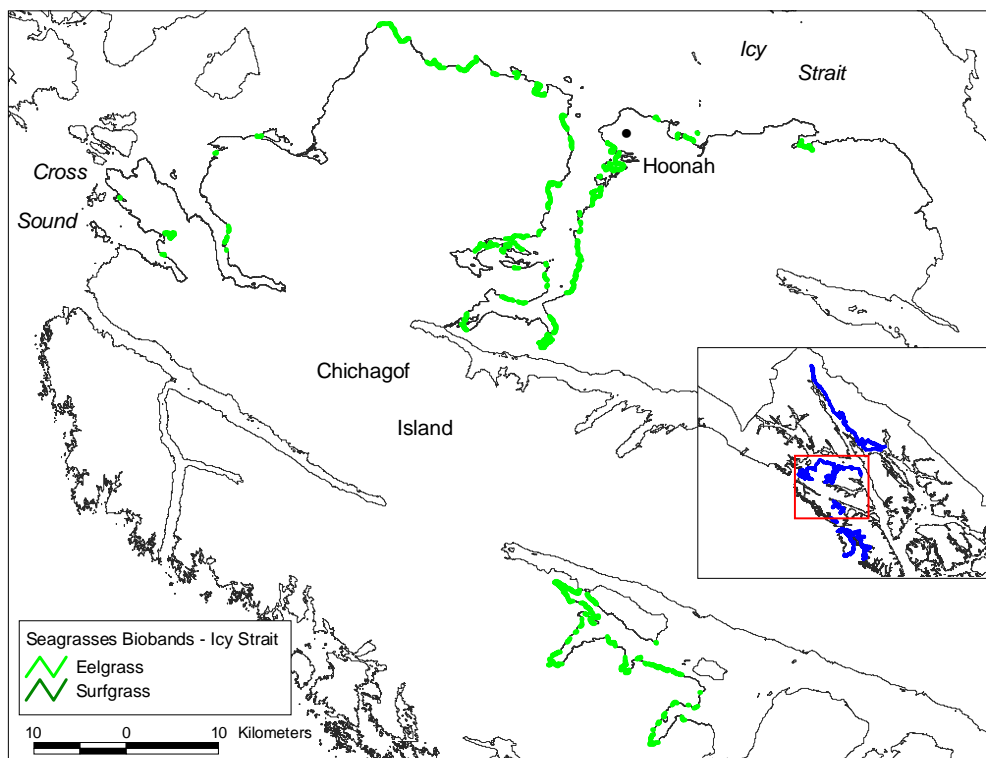 Icy
Strait
Hoonah
Cross
Sound
Chichagof
Island
Seagrasses Biobands - Icy Strait
Eelgrass
Surfgrass
10 0 10 Kilometers